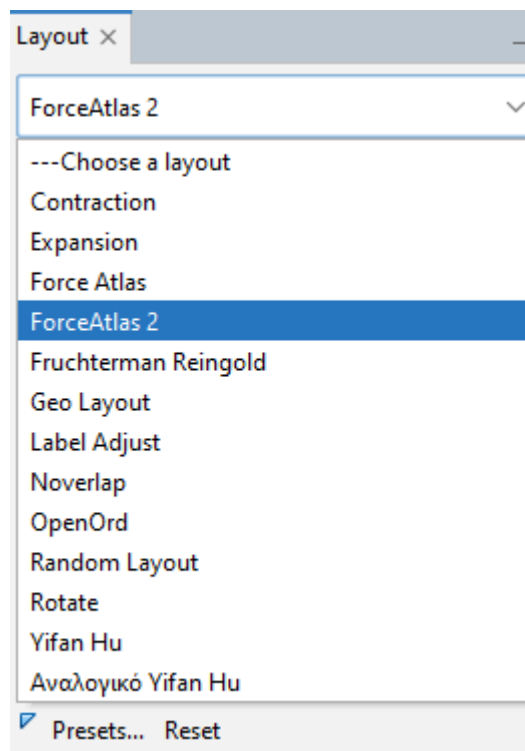 Layout
ForceAtlas 2
---Choose a layout
Contraction
Expansion
Force Atlas
ForceAtlas 2
Fruchterman Reingold
Geo Layout
Label Adjust
Noverlap
OpenOrd
Random Layout
Rotate
Yifan Hu
Αναλογικό Yifan Hu
Presets... Reset